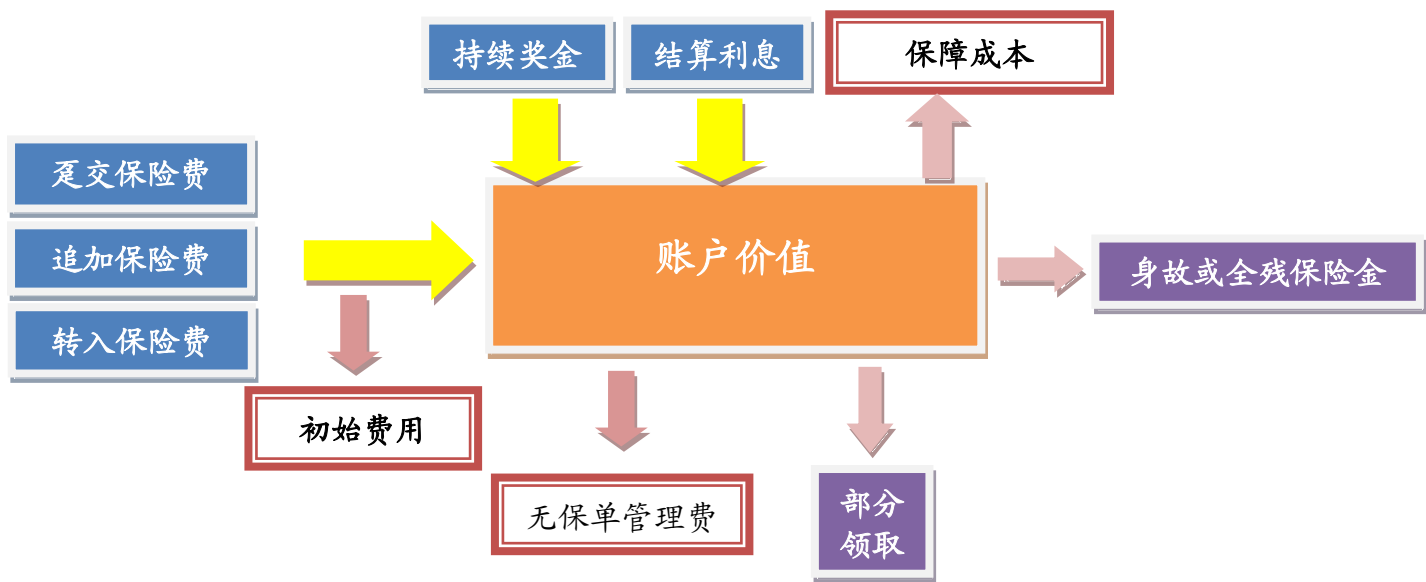 持续奖金
结算利息
保障成本
趸交保险费
追加保险费
转入保险费
账户价值
身故或全残保险金
初始费用
无保单管理费
部分
领取